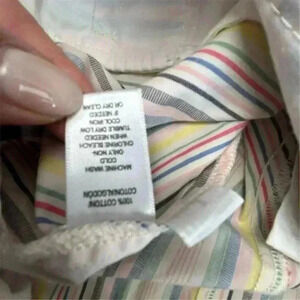 100% COTTON/
COTON/ALGODON
MACHINE WASH
COLD
ONLY NON-
CHLORINE BLEACH
WHEN NEEDED
TUMBLE DRY LOW
COOL IRON
IF NEEDED
OR DRY CLEAN